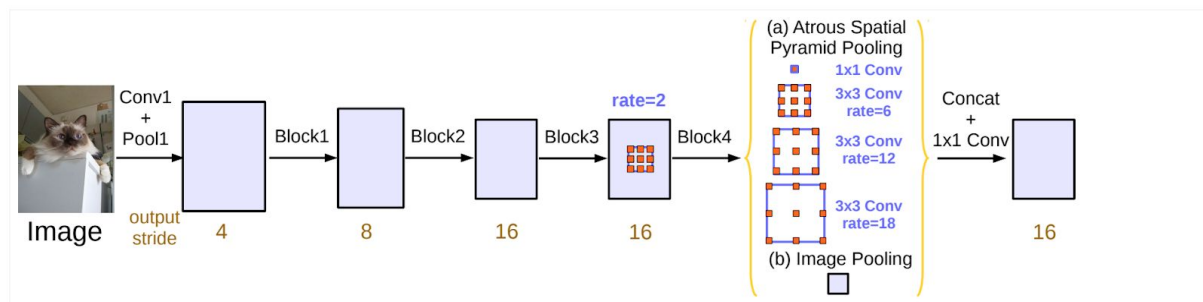 (a) Atrous Spatial
Pyramid Pooling
1x1 Conv
3x3 Conv
rate=6
3x3 Conv
rate=12
3x3 Conv
rate=18
(b) Image Pooling
Conv1
+
Pool1
Block1
Block2
Block3
rate=2
Block4
Concat
+
1x1 Conv
Image
output
stride
4
8
16
16
16